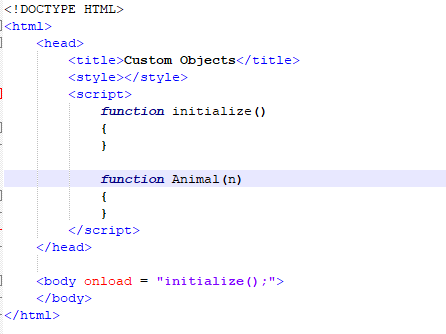 <!DOCTYPE HTML>
<html>
<head>
<title>Custom Objects</title>
<style></style>
<script>
function initialize()
{
}
function Animal(n)
{
}
</script>
</head>
<body onload = "initialize();">
</body>
</html>